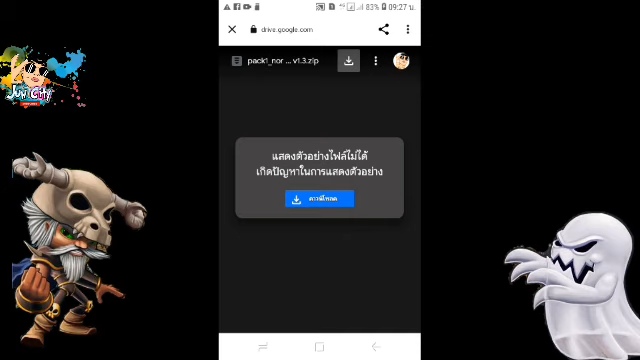 83% 09:27 น.
drive.google.com
pack1_nor ... v1.3.zip
แสดงตัวอย่างไฟล์ไม่ได้
เกิดปัญหาในการแสดงตัวอย่าง
ดาวน์โหลด